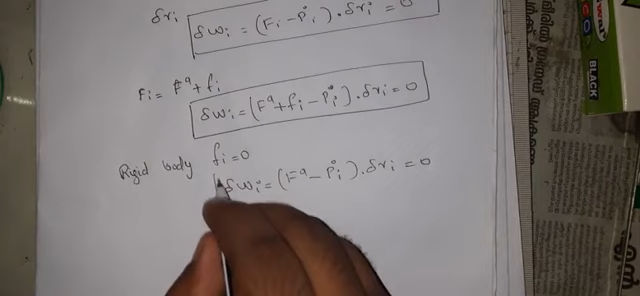 δri
δwi = (Fi - ṗi) . δri = 0
Fi = Fª + fi
δwi = (Fª + fi - ṗi) . δri = 0
Rigid body fi = 0
δwi = (Fª - ṗi) . δri = 0
BLACK